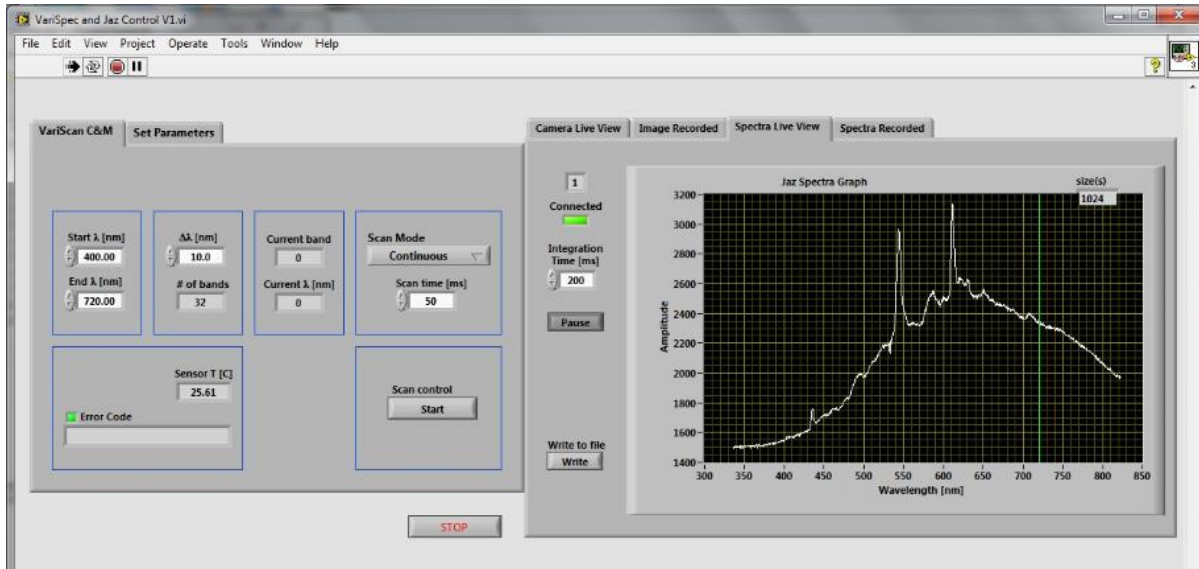 VariSpec and Jaz Control V1.vi
File Edit View Project Operate Tools Window Help
3
VariScan C&M
Set Parameters
Start λ [nm]
400.00
End λ [nm]
720.00
Δλ [nm]
10.0
# of bands
32
Current band
0
Current λ [nm]
0
Scan Mode
Continuous
Scan time [ms]
50
Sensor T [C]
25.61
Error Code
Scan control
Start
STOP
Camera Live View
Image Recorded
Spectra Live View
Spectra Recorded
1
Connected
Integration
Time [ms]
200
Pause
Write to file
Write
Jaz Spectra Graph
size(s)
1024
Amplitude
3200
3000
2800
2600
2400
2200
2000
1800
1600
1400
300 350 400 450 500 550 600 650 700 750 800 850
Wavelength [nm]